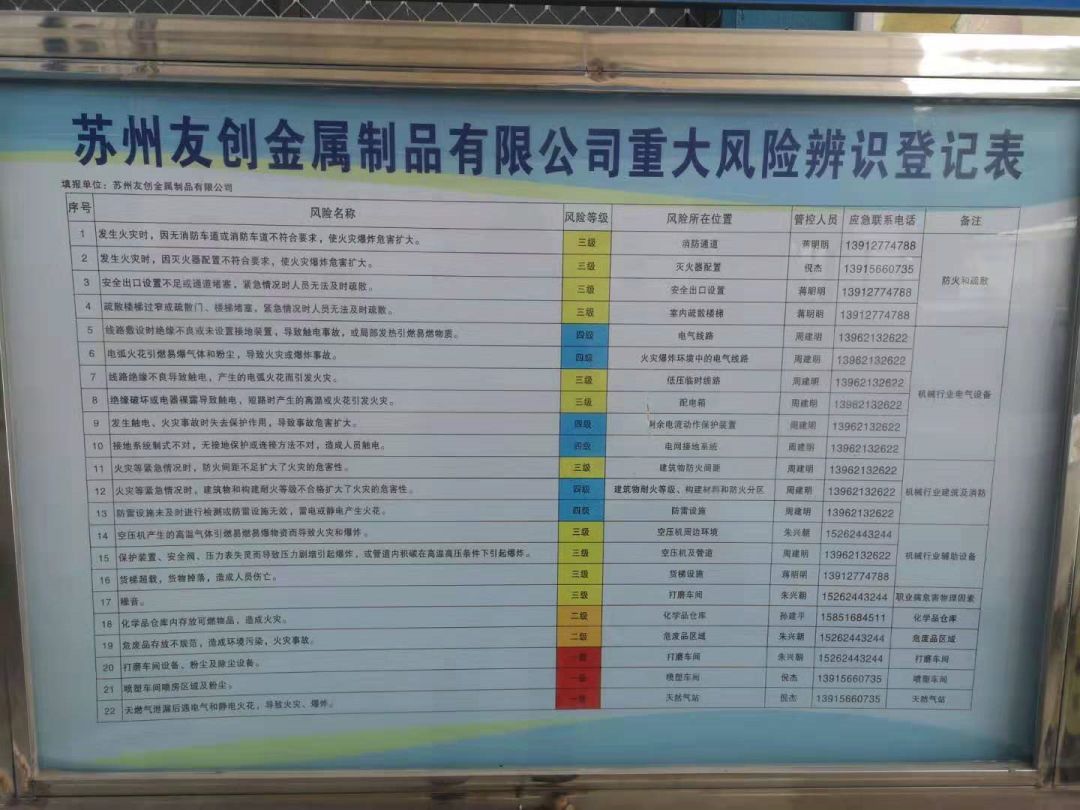 苏州友创金属制品有限公司重大风险辨识登记表
填报单位：苏州友创金属制品有限公司
序号 风险名称 风险等级 风险所在位置 管控人员 应急联系电话 备注
1 发生火灾时，因无消防车道或消防车道不符合要求，使火灾爆炸危害扩大。 三级 消防通道 蒋明明 13912774788
2 发生火灾时，因灭火器配置不符合要求，使火灾爆炸危害扩大。 三级 灭火器配置 倪杰 13915660735
防火和疏散
3 安全出口设置不足或通道堵塞，紧急情况时人员无法及时疏散。 三级 安全出口设置 蒋明明 13912774788
4 疏散楼梯过窄或疏散门、楼梯堵塞，紧急情况时人员无法及时疏散。 三级 室内疏散楼梯 蒋明明 13912774788
5 线路敷设时绝缘不良或未设置接地装置，导致触电事故，或局部发热引燃易燃物质。 四级 电气线路 周建明 13962132622
6 电弧火花引燃易爆气体和粉尘，导致火灾或爆炸事故。 四级 火灾爆炸环境中的电气线路 周建明 13962132622
7 线路绝缘不良导致触电，产生的电弧火花而引发火灾。 三级 低压临时线路 周建明 13962132622
8 绝缘破坏或电器裸露导致触电，短路时产生的高温或火花引发火灾。 三级 配电箱 周建明 13962132622 机械行业电气设备
9 发生触电、火灾事故时失去保护作用，导致事故危害扩大。 四级 剩余电流动作保护装置 周建明 13962132622
10 接地系统制式不对，无接地保护或连接方法不对，造成人员触电。 四级 电网接地系统 周建明 13962132622
11 火灾等紧急情况时，防火间距不足扩大了火灾的危害性。 三级 建筑物防火间距 周建明 13962132622
12 火灾等紧急情况时，建筑物和构建耐火等级不合格扩大了火灾的危害性。 四级 建筑物耐火等级、构建材料和防火分区 周建明 13962132622 机械行业建筑及消防
13 防雷设施未及时进行检测或防雷设施无效，雷电或静电产生火花。 四级 防雷设施 周建明 13962132622
14 空压机产生的高温气体引燃易燃易爆物资而导致火灾和爆炸。 三级 空压机周边环境 朱兴朝 15262444244
15 保护装置、安全阀、压力表失灵而导致压力剧增引起爆炸，或管道内积碳在高温高压条件下引起爆炸。 三级 空压机及管道 周建明 13962132622 机械行业辅助设备
16 货梯超载，货物掉落，造成人员伤亡。 三级 货梯设施 蒋明明 13912774788
17 噪音。 三级 打磨车间 朱兴朝 15262443244 职业病危害物理因素
18 化学品仓库内存放可燃物品，造成火灾。 二级 化学品仓库 孙建平 15851684511 化学品仓库
19 危废品存放不规范，造成环境污染，火灾事故。 二级 危废品区域 朱兴朝 15262443244 危废品区域
20 打磨车间设备、粉尘及除尘设备。 一级 打磨车间 朱兴朝 15262443244 打磨车间
21 喷塑车间喷房区域及粉尘。 一级 喷塑车间 倪杰 13915660735 喷塑车间
22 天燃气泄漏后遇电气和静电火花，导致火灾、爆炸。 一级 天然气站 倪杰 13915660735 天然气站